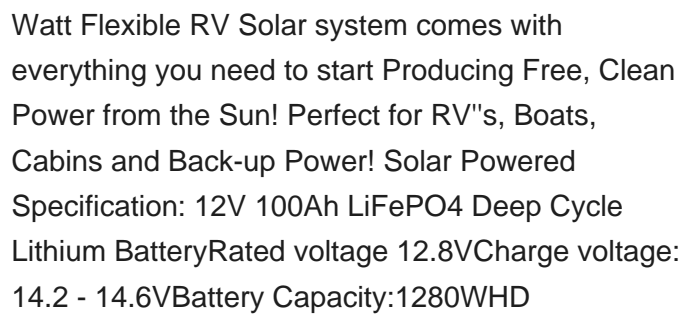 Watt Flexible RV Solar system comes with
everything you need to start Producing Free, Clean
Power from the Sun! Perfect for RV"s, Boats,
Cabins and Back-up Power! Solar Powered
Specification: 12V 100Ah LiFePO4 Deep Cycle
Lithium BatteryRated voltage 12.8VCharge voltage:
14.2 - 14.6VBattery Capacity:1280WHD